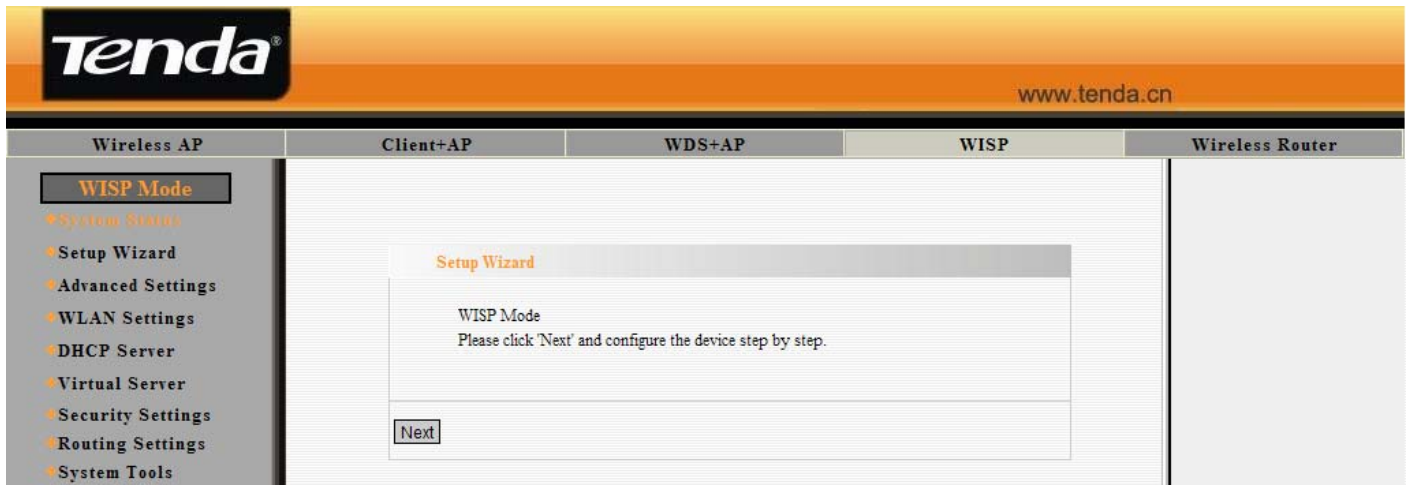 Tenda®
www.tenda.cn
Wireless AP Client+AP WDS+AP WISP Wireless Router
WISP Mode
System Status
Setup Wizard
Advanced Settings
WLAN Settings
DHCP Server
Virtual Server
Security Settings
Routing Settings
System Tools
Setup Wizard
WISP Mode
Please click 'Next' and configure the device step by step.
Next